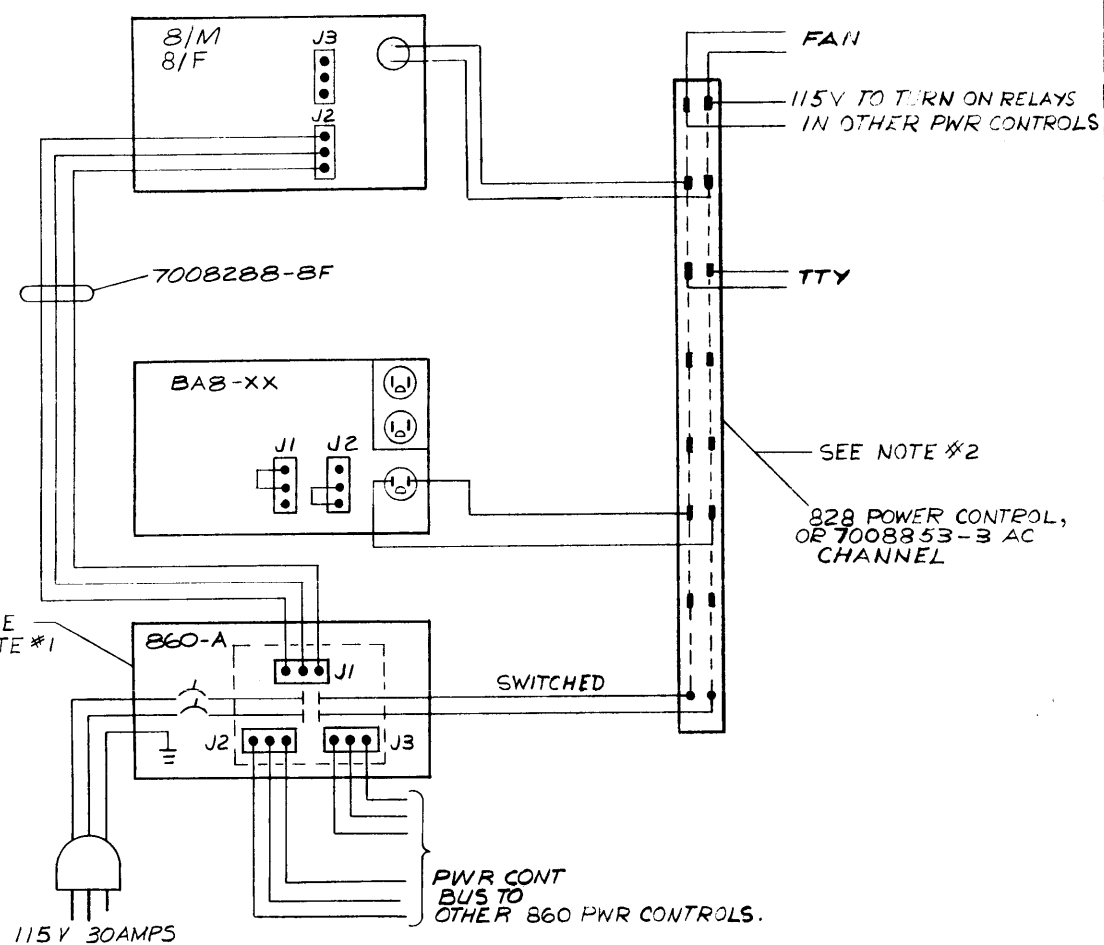 8/M
8/F
J3
J2
FAN
115V TO TURN ON RELAYS
IN OTHER PWR CONTROLS
7008288-8F
TTY
BA8-XX
J1
J2
SEE NOTE #2
828 POWER CONTROL,
OR 7008853-3 AC
CHANNEL
E
TE #1
860-A
J1
SWITCHED
J2
J3
PWR CONT
BUS TO
OTHER 860 PWR CONTROLS.
115V 30AMPS